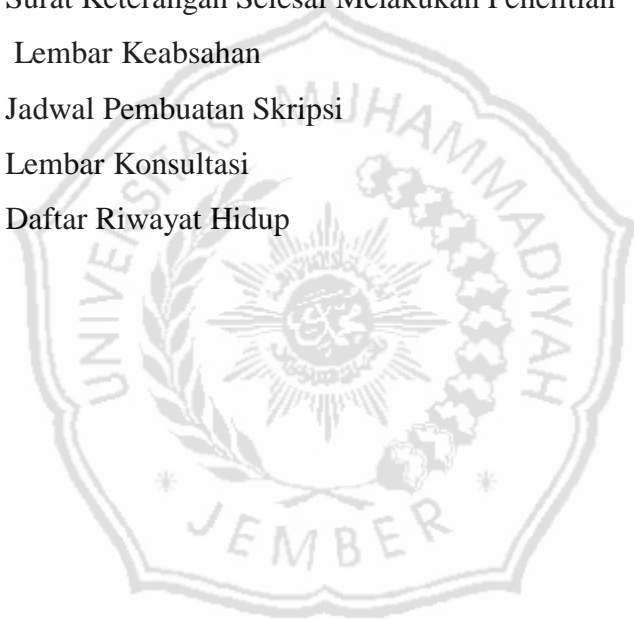 Surat Keterangan Selesai Melakukan Penelitian
Lembar Keabsahan
Jadwal Pembuatan Skripsi
Lembar Konsultasi
Daftar Riwayat Hidup
UNIVERSITAS MUHAMMADIYAH
JEMBER